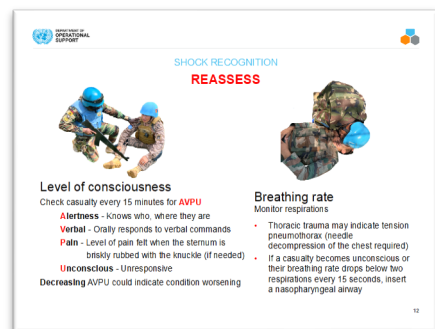 DEPARTMENT OF
OPERATIONAL
SUPPORT
SHOCK RECOGNITION
REASSESS
Level of consciousness
Check casualty every 15 minutes for AVPU
Alertness - Knows who, where they are
Verbal - Orally responds to verbal commands
Pain - Level of pain felt when the sternum is
briskly rubbed with the knuckle (if needed)
Unconscious - Unresponsive
Decreasing AVPU could indicate condition worsening
Breathing rate
Monitor respirations
• Thoracic trauma may indicate tension
pneumothorax (needle
decompression of the chest required)
• If a casualty becomes unconscious or
their breathing rate drops below two
respirations every 15 seconds, insert
a nasopharyngeal airway
12